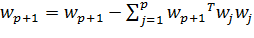 w_{p+1} = w_{p+1} − ∑_{j=1}^{p} w_{p+1}^T w_j w_j